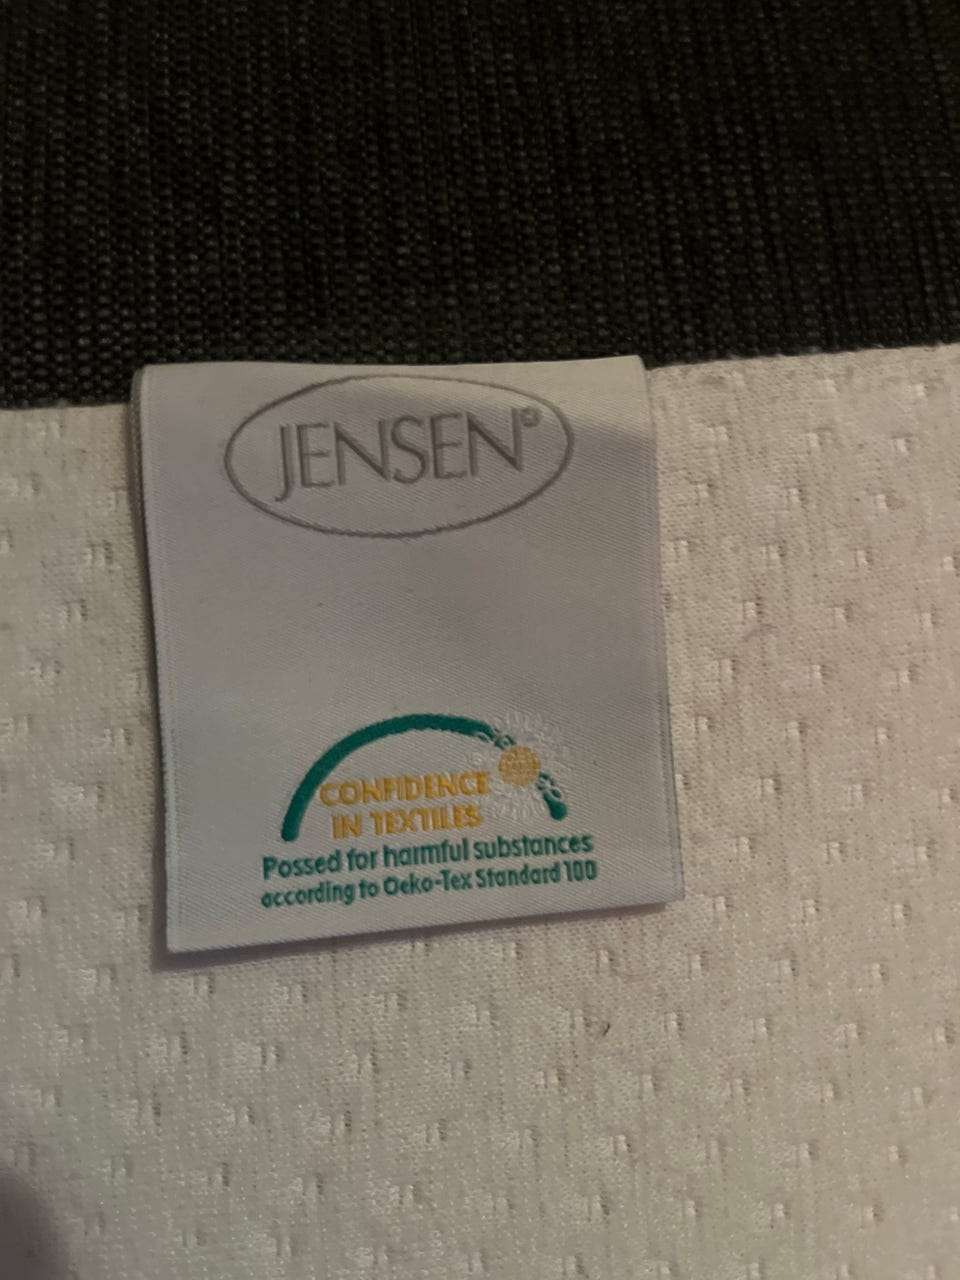 JENSEN®
CONFIDENCE
IN TEXTILES
Possed for harmful substances
according to Oeko-Tex Standard 100